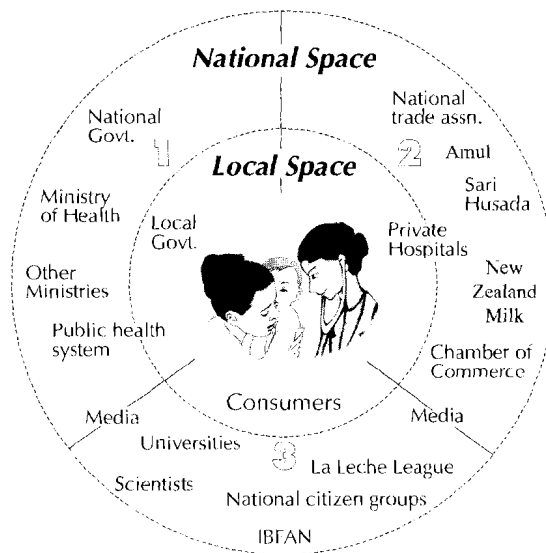 National Space
National
Govt.
1
Ministry
of Health
Other
Ministries
Public health
system
National
trade assn.
2
Amul
Sari
Husada
New
Zealand
Milk
Chamber of
Commerce
Local Space
Local
Govt.
Private
Hospitals
Consumers
Media
Media
Universities
3
La Leche League
Scientists
National citizen groups
IBFAN